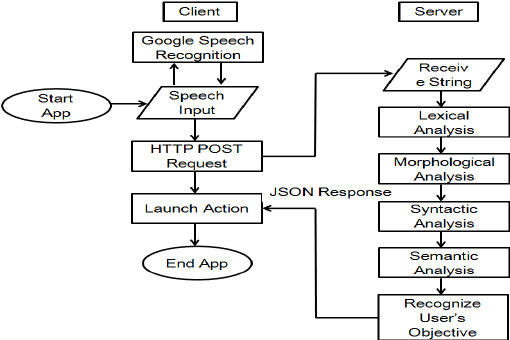 Client
Server
Google Speech
Recognition
Start
App
Speech
Input
HTTP POST
Request
Launch Action
End App
JSON Response
Receiv
e String
Lexical
Analysis
Morphological
Analysis
Syntactic
Analysis
Semantic
Analysis
Recognize
User's
Objective